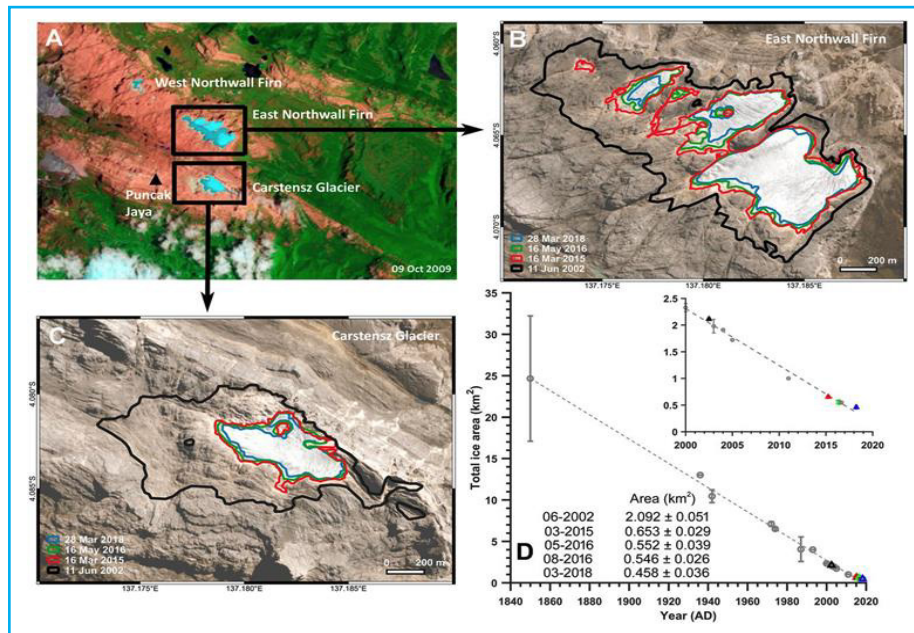 A
West Northwall Firn
East Northwall Firn
Carstensz Glacier
Puncak
Jaya
09 Oct 2009
B
East Northwall Firn
4.060°S
4.065°S
4.070°S
28 Mar 2018
16 May 2016
16 Mar 2015
11 Jun 2002
0 200 m
137.175°E 137.181°E 137.185°E
C
Carstensz Glacier
4.080°S
4.085°S
28 Mar 2018
16 May 2016
16 Mar 2015
11 Jun 2002
0 200 m
137.175°E 137.180°E 137.185°E
D
Total ice area (km²)
35
30
25
20
15
10
5
0
1840 1860 1880 1900 1920 1940 1960 1980 2000 2020
Year (AD)
Area (km²)
06-2002 2.092 ± 0.051
03-2015 0.653 ± 0.029
05-2016 0.552 ± 0.039
08-2016 0.546 ± 0.026
03-2018 0.458 ± 0.036
2.5
2
1.5
1
0.5
0
2000 2005 2010 2015 2020